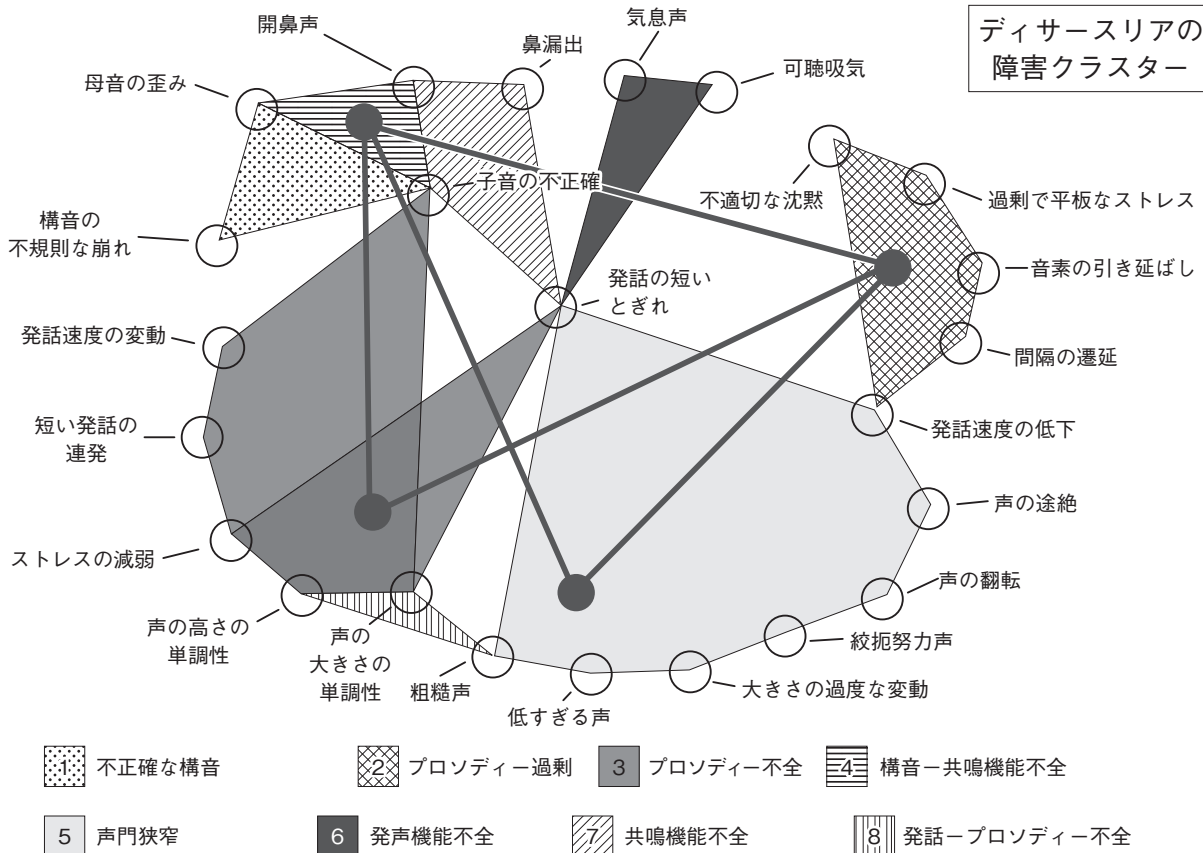 ディサースリアの
障害クラスター
開鼻声
鼻漏出
気息声
可聴吸気
母音の歪み
子音の不正確
不適切な沈黙
過剰で平板なストレス
構音の
不規則な崩れ
音素の引き延ばし
発話の短い
とぎれ
発話速度の変動
間隔の遷延
短い発話の
連発
発話速度の低下
声の途絶
ストレスの減弱
声の翻転
声の高さの
単調性
声の
大きさの
単調性
粗糙声
絞扼努力声
大きさの過度な変動
低すぎる声
1 不正確な構音
2 プロソディー過剰
3 プロソディー不全
4 構音－共鳴機能不全
5 声門狭窄
6 発声機能不全
7 共鳴機能不全
8 発話－プロソディー不全